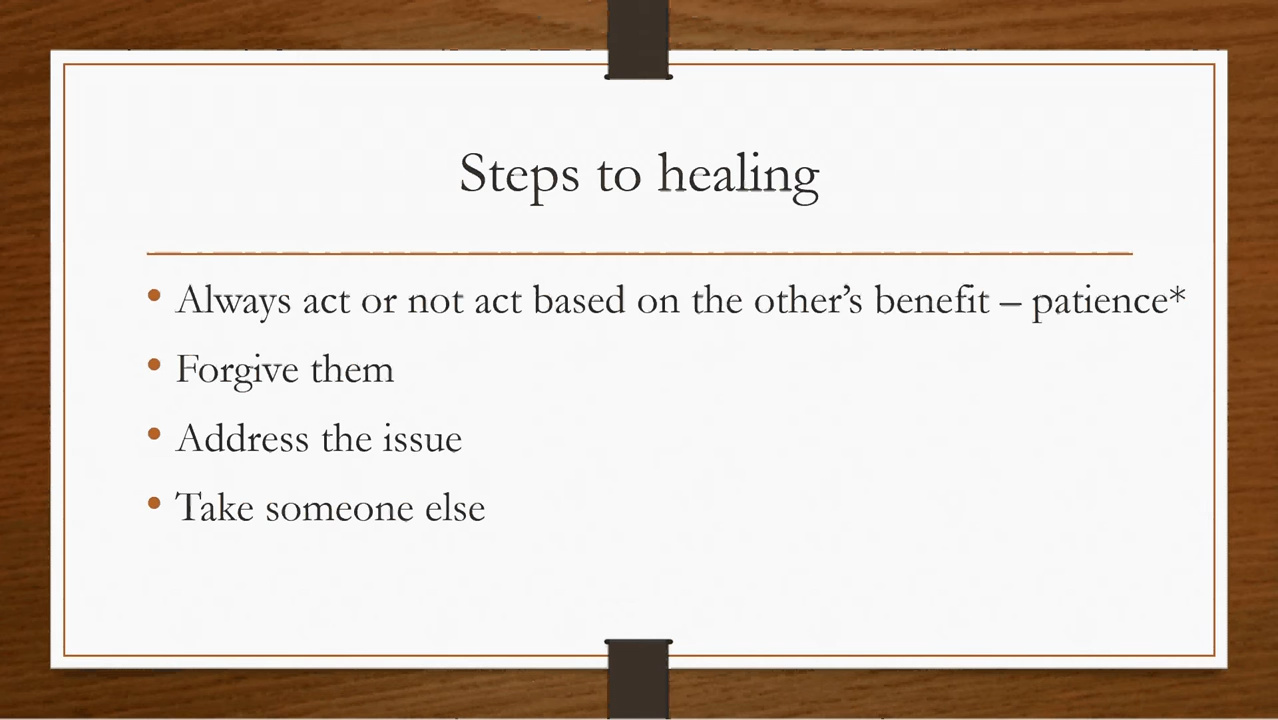 Steps to healing
• Always act or not act based on the other’s benefit – patience*
• Forgive them
• Address the issue
• Take someone else